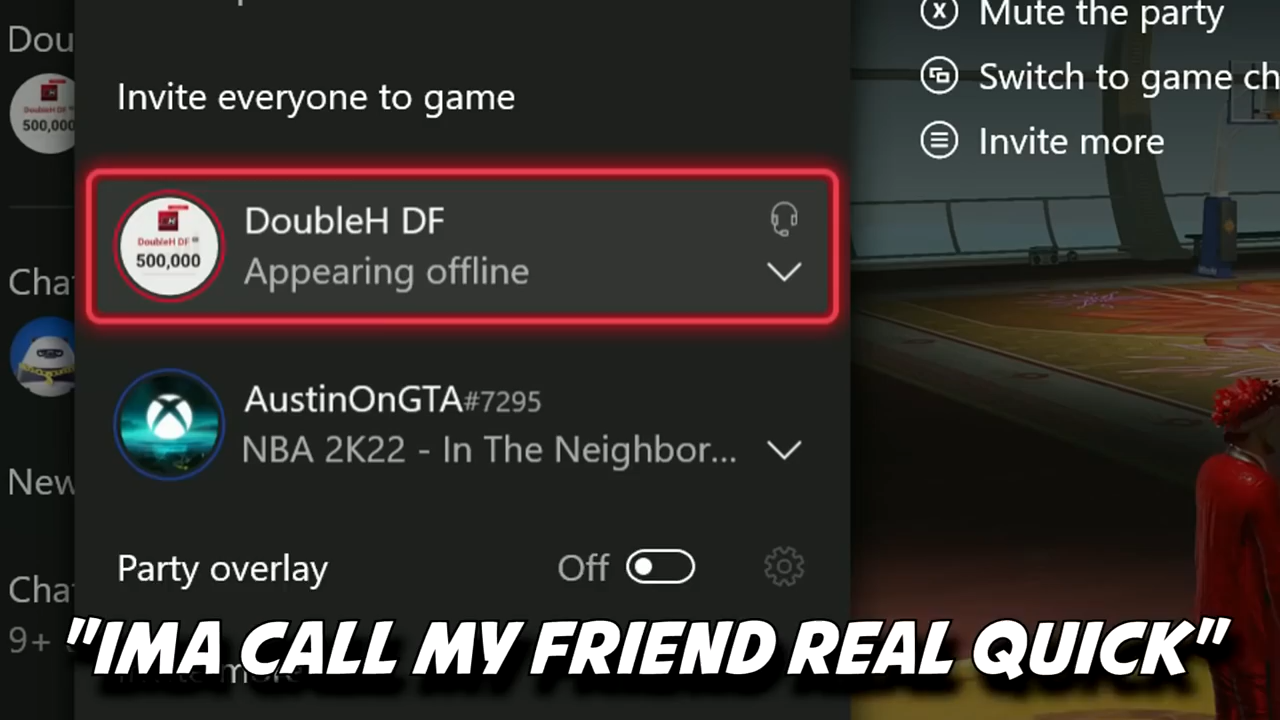 Dou
500,000
Invite everyone to game
DoubleH DF
500,000
DoubleH DF
Appearing offline
AustinOnGTA#7295
NBA 2K22 - In The Neighbor...
Party overlay
Off
Cha
New
Cha
9+
Mute the party
Switch to game ch
Invite more
"IMA CALL MY FRIEND REAL QUICK"